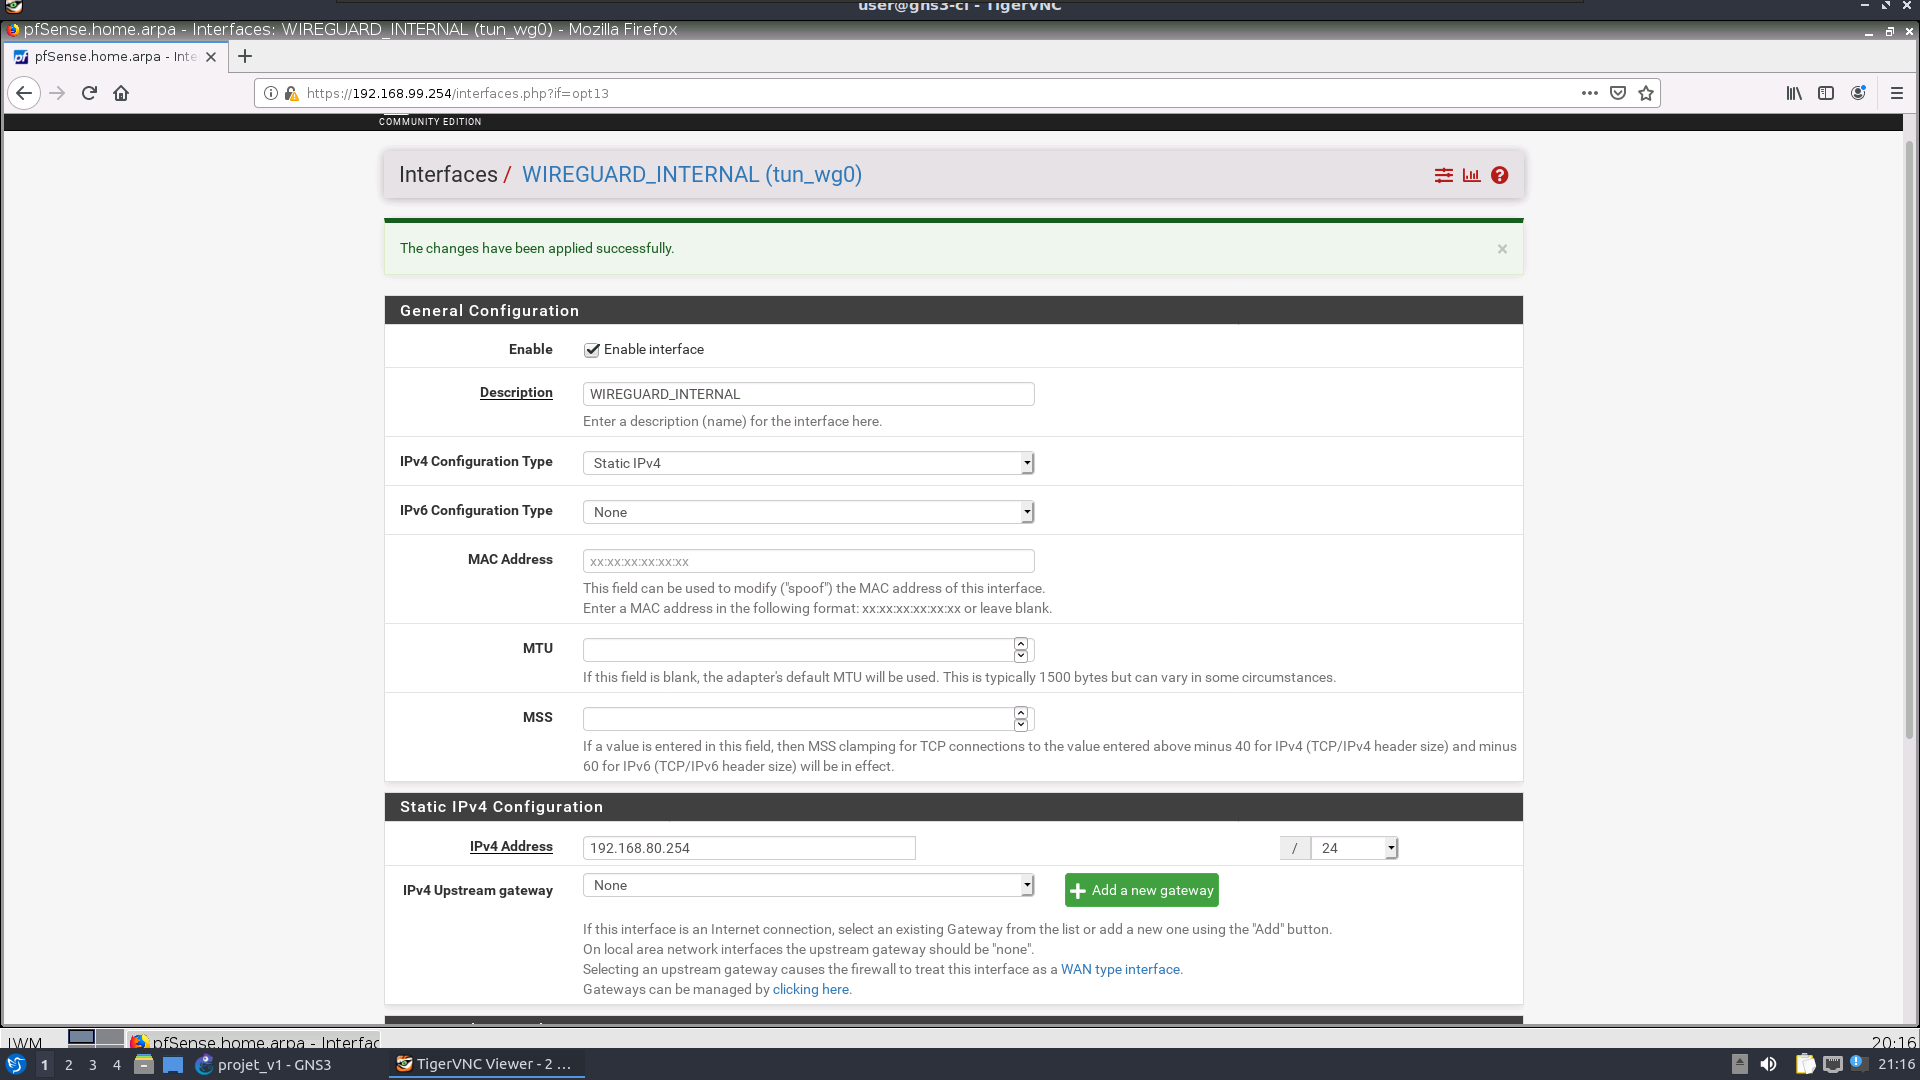 user@gns3-cl - TigerVNC
pfSense.home.arpa - Interfaces: WIREGUARD_INTERNAL (tun_wg0) - Mozilla Firefox
pfSense.home.arpa - Inte
https://192.168.99.254/interfaces.php?if=opt13
COMMUNITY EDITION
Interfaces / WIREGUARD_INTERNAL (tun_wg0)
The changes have been applied successfully.
×
General Configuration
Enable
Enable interface
Description
WIREGUARD_INTERNAL
Enter a description (name) for the interface here.
IPv4 Configuration Type
Static IPv4
IPv6 Configuration Type
None
MAC Address
xx:xx:xx:xx:xx:xx
This field can be used to modify ("spoof") the MAC address of this interface.
Enter a MAC address in the following format: xx:xx:xx:xx:xx:xx or leave blank.
MTU
If this field is blank, the adapter's default MTU will be used. This is typically 1500 bytes but can vary in some circumstances.
MSS
If a value is entered in this field, then MSS clamping for TCP connections to the value entered above minus 40 for IPv4 (TCP/IPv4 header size) and minus
60 for IPv6 (TCP/IPv6 header size) will be in effect.
Static IPv4 Configuration
IPv4 Address
192.168.80.254
/ 24
IPv4 Upstream gateway
None
Add a new gateway
If this interface is an Internet connection, select an existing Gateway from the list or add a new one using the "Add" button.
On local area network interfaces the upstream gateway should be "none".
Selecting an upstream gateway causes the firewall to treat this interface as a WAN type interface.
Gateways can be managed by clicking here.
pfSense.home.arpa - Interfac
20:16
1 2 3 4
projet_v1 - GNS3
TigerVNC Viewer - 2 ...
21:16